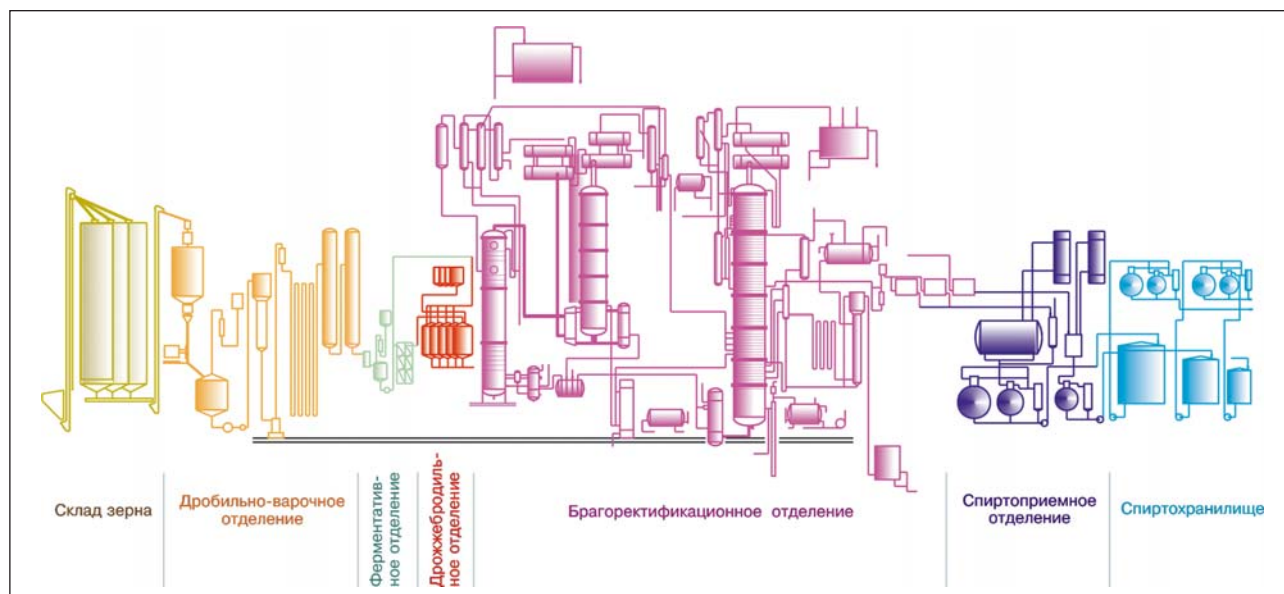 Склад зерна
Дробильно-варочное
отделение
Ферментатив-
ное отделение
Дрожжебродиль-
ное отделение
Брагоректификационное отделение
Спиртоприемное
отделение
Спиртохранилище